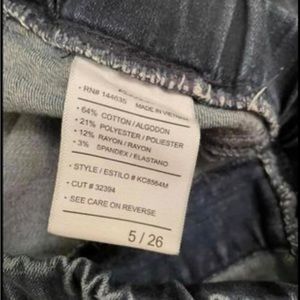 • RN# 144635 MADE IN VIETNAM
• 64% COTTON / ALGODON
• 21% POLYESTER / POLIESTER
• 12% RAYON / RAYON
• 3% SPANDEX / ELASTANO
• STYLE / ESTILO # KC8564M
• CUT # 32394
• SEE CARE ON REVERSE
5 / 26